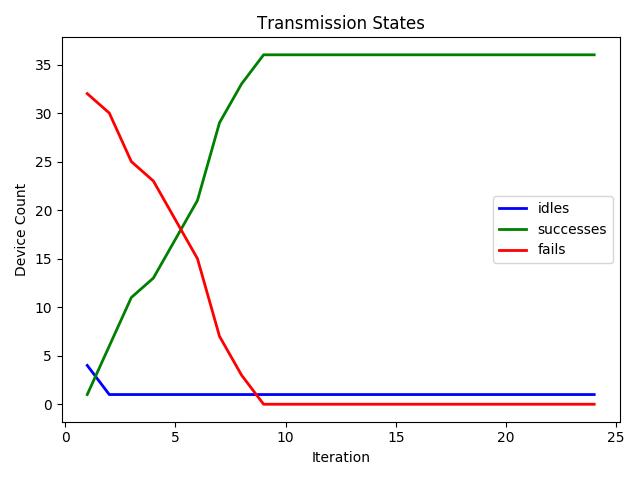 Transmission States
Device Count
35
30
25
20
15
10
5
0
idles
successes
fails
0 5 10 15 20 25
Iteration